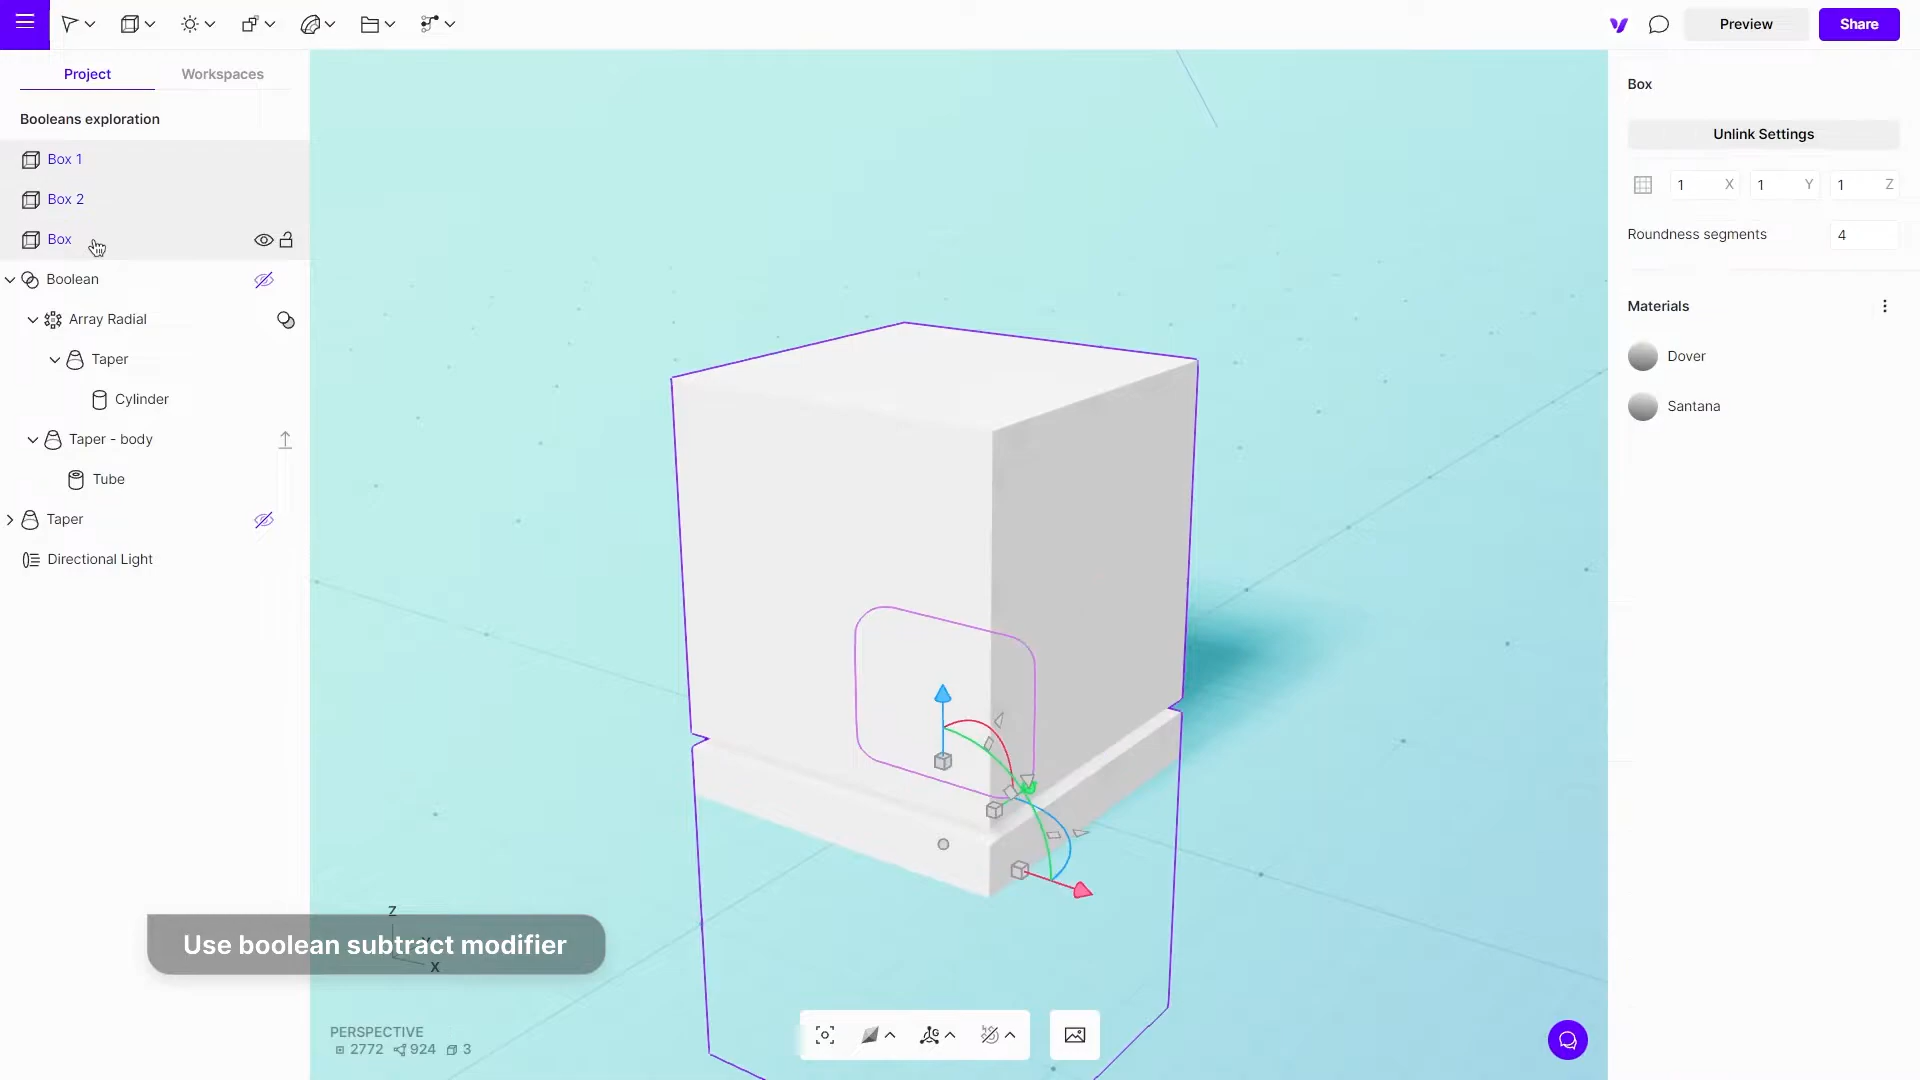 Preview
Share
Project
Workspaces
Booleans exploration
Box 1
Box 2
Box
Boolean
Array Radial
Taper
Cylinder
Taper - body
Tube
Taper
Directional Light
Box
Unlink Settings
1 X 1 Y 1 Z
Roundness segments 4
Materials
Dover
Santana
Z
Y
X
Use boolean subtract modifier
PERSPECTIVE
2772 924 3